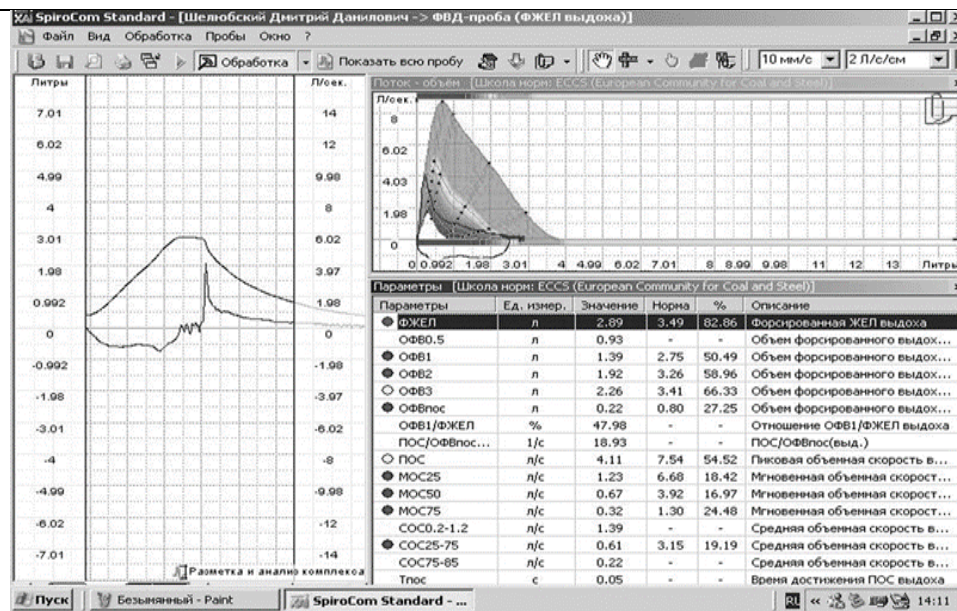 SpiroCom Standard - [Шелюбский Дмитрий Данилович -> ФВД-проба (ФЖЕЛ выдоха)]
Файл Вид Обработка Пробы Окно ?
Обработка Показать всю пробу 10 мм/с 2 Л/с/см
Литры Л/сек.
7.01 14
6.02 12
4.99 9.98
4 8
3.01 6.02
1.98 3.97
0.992 1.98
0 0
-0.992 -1.98
-1.98 -3.97
-3.01 -6.02
-4 -8
-4.99 -9.98
-6.02 -12
-7.01 -14
Разметка и анализ комплекса
Поток - объём [Школа норм: ECCS (European Community for Coal and Steel)]
Л/сек.
8
6.02
4.03
1.98
0
0 0.992 1.98 3.01 4 4.99 6.02 7.01 8 8.99 9.98 11 12 13 Литры
Параметры [Школа норм: ECCS (European Community for Coal and Steel)]
Параметры Ед. измер. Значение Норма % Описание
ФЖЕЛ л 2.89 3.49 82.86 Форсированная ЖЕЛ выдоха
ОФВ0.5 л 0.93 - - Объем форсированного выдох...
ОФВ1 л 1.39 2.75 50.49 Объем форсированного выдох...
ОФВ2 л 1.92 3.26 58.96 Объем форсированного выдох...
ОФВ3 л 2.26 3.41 66.33 Объем форсированного выдох...
ОФВпос л 0.22 0.80 27.25 Объем форсированного выдох...
ОФВ1/ФЖЕЛ % 47.98 - - Отношение ОФВ1/ФЖЕЛ выдоха
ПОС/ОФВпос... 1/с 18.93 - - ПОС/ОФВпос(выд.)
ПОС л/с 4.11 7.54 54.52 Пиковая объемная скорость в...
МОС25 л/с 1.23 6.68 18.42 Мгновенная объемная скорост...
МОС50 л/с 0.67 3.92 16.97 Мгновенная объемная скорост...
МОС75 л/с 0.32 1.30 24.48 Мгновенная объемная скорост...
СОС0.2-1.2 л/с 1.39 - - Средняя объемная скорость в...
СОС25-75 л/с 0.61 3.15 19.19 Средняя объемная скорость в...
СОС75-85 л/с 0.22 - - Средняя объемная скорость в...
Тпос с 0.05 - - Время достижения ПОС выдоха
Пуск Безымянный - Paint SpiroCom Standard - ... RU « 14:11